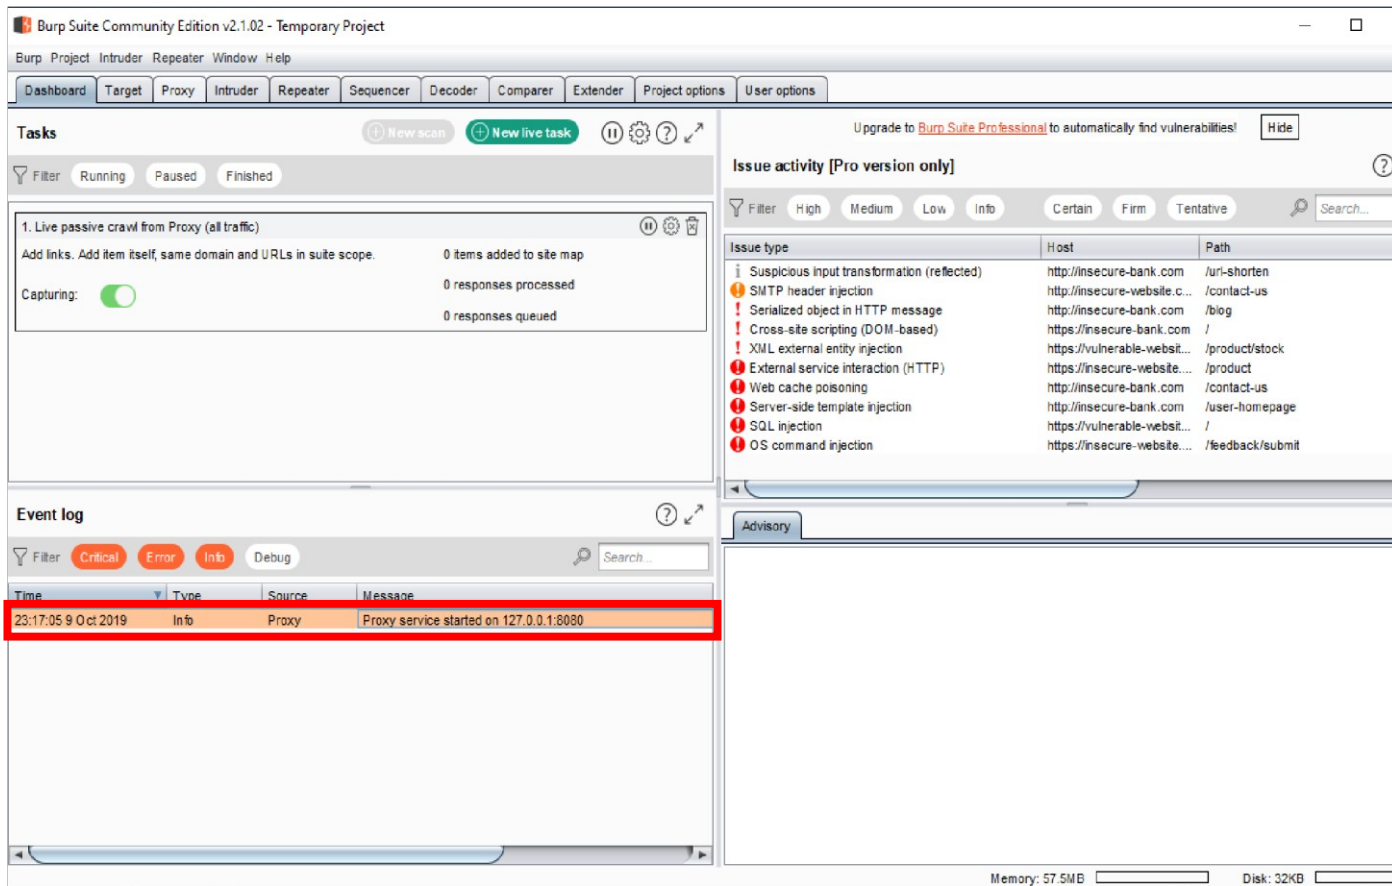 Burp Suite Community Edition v2.1.02 - Temporary Project
Burp Project Intruder Repeater Window Help
Dashboard Target Proxy Intruder Repeater Sequencer Decoder Comparer Extender Project options User options
Tasks
New scan
New live task
Filter Running Paused Finished
1. Live passive crawl from Proxy (all traffic)
Add links. Add item itself, same domain and URLs in suite scope.
0 items added to site map
Capturing:
0 responses processed
0 responses queued
Upgrade to Burp Suite Professional to automatically find vulnerabilities!
Hide
Issue activity [Pro version only]
Filter High Medium Low Info Certain Firm Tentative Search...
Issue type Host Path
Suspicious input transformation (reflected) http://insecure-bank.com /url-shorten
SMTP header injection http://insecure-website.c... /contact-us
Serialized object in HTTP message http://insecure-bank.com /blog
Cross-site scripting (DOM-based) https://insecure-bank.com /
XML external entity injection https://vulnerable-websit... /product/stock
External service interaction (HTTP) https://insecure-website.... /product
Web cache poisoning http://insecure-bank.com /contact-us
Server-side template injection http://insecure-bank.com /user-homepage
SQL injection https://vulnerable-websit... /
OS command injection https://insecure-website.... /feedback/submit
Event log
Filter Critical Error Info Debug Search...
Time Type Source Message
23:17:05 9 Oct 2019 Info Proxy Proxy service started on 127.0.0.1:8080
Advisory
Memory: 57.5MB Disk: 32KB